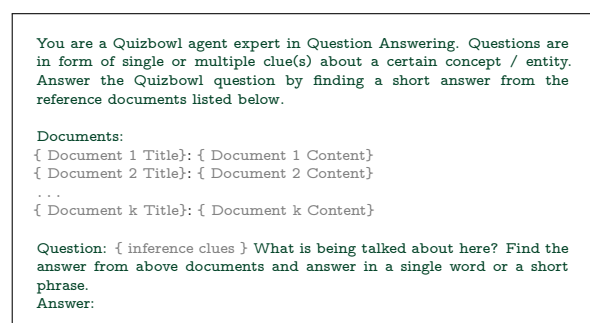 You are a Quizbowl agent expert in Question Answering. Questions are
in form of single or multiple clue(s) about a certain concept / entity.
Answer the Quizbowl question by finding a short answer from the
reference documents listed below.
Documents:
{ Document 1 Title}: { Document 1 Content}
{ Document 2 Title}: { Document 2 Content}
...
{ Document k Title}: { Document k Content}
Question: { inference clues } What is being talked about here? Find the
answer from above documents and answer in a single word or a short
phrase.
Answer: